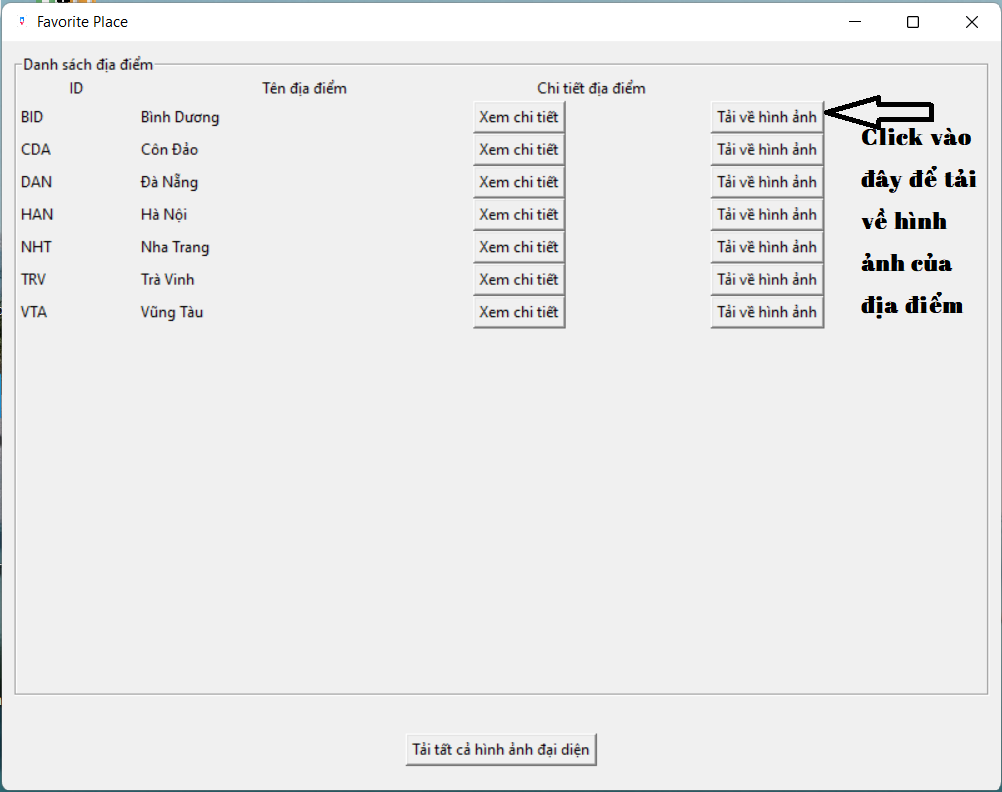 Favorite Place
Danh sách địa điểm
ID Tên địa điểm Chi tiết địa điểm
BID Bình Dương Xem chi tiết Tải về hình ảnh
CDA Côn Đảo Xem chi tiết Tải về hình ảnh
DAN Đà Nẵng Xem chi tiết Tải về hình ảnh
HAN Hà Nội Xem chi tiết Tải về hình ảnh
NHT Nha Trang Xem chi tiết Tải về hình ảnh
TRV Trà Vinh Xem chi tiết Tải về hình ảnh
VTA Vũng Tàu Xem chi tiết Tải về hình ảnh
Click vào
đây để tải
về hình
ảnh của
địa điểm
Tải tất cả hình ảnh đại diện